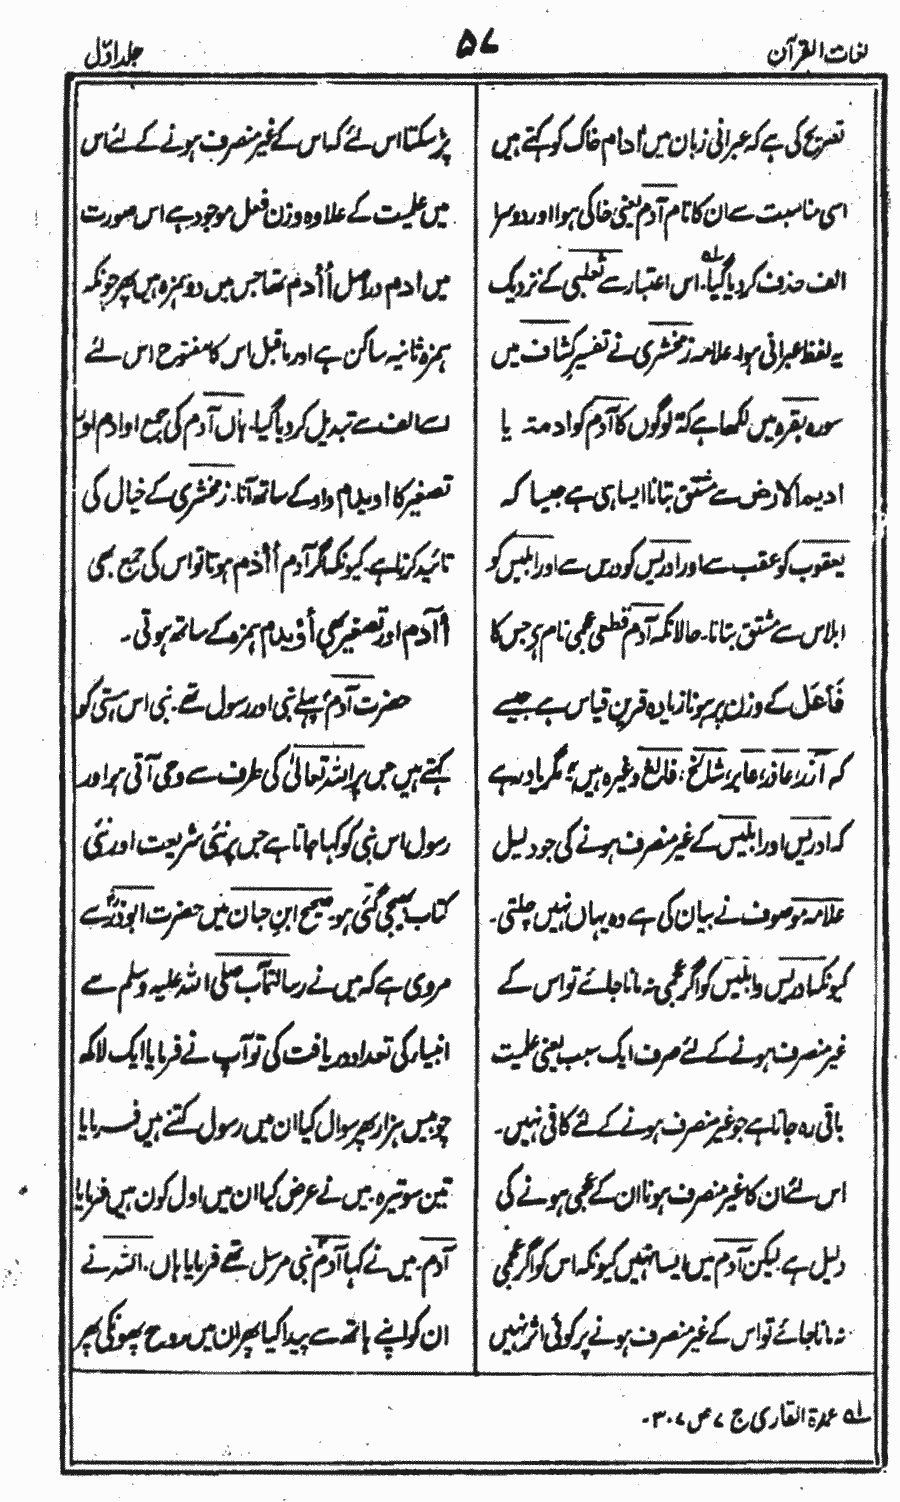 لغات القرآن
۵۷
جلد اوّل
تصریح کی ہے کہ عبرانی زبان میں اُدام خاک کو کہتے ہیں
اسی مناسبت سے ان کا نام آدم یعنی خاکی ہوا اور دوسرا
الف حذف کر دیا گیا۔ ؎۱ اس اعتبار سے ثعلبی کے نزدیک
یہ لفظ عبرانی ہوا۔ علامہ زمخشری نے تفسیر کشاف میں
سورہ بقرہ میں لکھا ہے کہ لوگوں کا آدم کو ادمۃ یا
ادیم الارض سے مشتق بتانا ایسا ہی ہے جیسا کہ
یعقوب کو عقب سے اور ادریس کو درس سے اور ابلیس کو
ابلاس سے مشتق بتانا۔ حالانکہ آدم قطعی عجمی نام ہے جس کا
فَاعَل کے وزن پر ہونا زیادہ قرین قیاس ہے جیسے
کہ آزر، عاذر، عابر، شالخ، فالغ وغیرہ ہیں، مگر یاد رہے
کہ ادریس اور ابلیس کے غیر منصرف ہونے کی جو دلیل
علامہ موصوف نے بیان کی ہے وہ یہاں نہیں چلتی۔
کیونکہ ادریس و ابلیس کو اگر عجمی نہ مانا جائے تو اس کے
غیر منصرف ہونے کے لئے صرف ایک سبب یعنی علمیت
باقی رہ جاتا ہے جو غیر منصرف ہونے کے لئے کافی نہیں۔
اس لئے ان کا غیر منصرف ہونا ان کے عجمی ہونے کی
دلیل ہے لیکن آدم میں ایسا نہیں کیونکہ اس کو اگر عجمی
نہ مانا جائے تو اس کے غیر منصرف ہونے پر کوئی اثر نہیں
پڑ سکتا اس لئے کہ اس کے غیر منصرف ہونے کے لئے اس
میں علمیت کے علاوہ وزن فعل موجود ہے اس صورت
میں ادم دراصل أأدم تھا جس میں دو ہمزہ ہیں پھر چونکہ
ہمزہ ثانیہ ساکن ہے اور ماقبل اس کا مفتوح اس لئے
اسے الف سے تبدیل کر دیا گیا۔ ہاں آدم کی جمع اوادم اور
تصغیر کا اویدم واو کے ساتھ آنا۔ زمخشری کے خیال کی
تائید کرتا ہے۔ کیونکہ اگر آدم أأدم ہوتا تو اس کی جمع بھی
أآدم اور تصغیر بھی أؤیدم ہمزہ کے ساتھ ہوتی۔
حضرت آدمؑ پہلے نبی اور رسول تھے۔ نبی اس ہستی کو
کہتے ہیں جس پر اللہ تعالیٰ کی طرف سے وحی آتی ہو اور
رسول اس نبی کو کہا جاتا ہے جس پر نئی شریعت اور نئی
کتاب بھیجی گئی ہو۔ صحیح ابن حبان میں حضرت ابوذرؓ سے
مروی ہے کہ میں نے رسالتمآب صلی اللہ علیہ وسلم سے
انبیاء کی تعداد دریافت کی تو آپ نے فرمایا ایک لاکھ
چوبیس ہزار پھر سوال کیا ان میں رسول کتنے ہیں فرمایا
تین سو تیرہ۔ میں نے عرض کیا ان میں اول کون ہیں فرمایا
آدم۔ میں نے کہا آدمؑ نبی مرسل تھے فرمایا ہاں۔ اللہ نے
ان کو اپنے ہاتھ سے پیدا کیا پھر ان میں روح پھونکی پھر
؎۱ عمدۃ القاری ج ۷ ص ۳۰۷۔